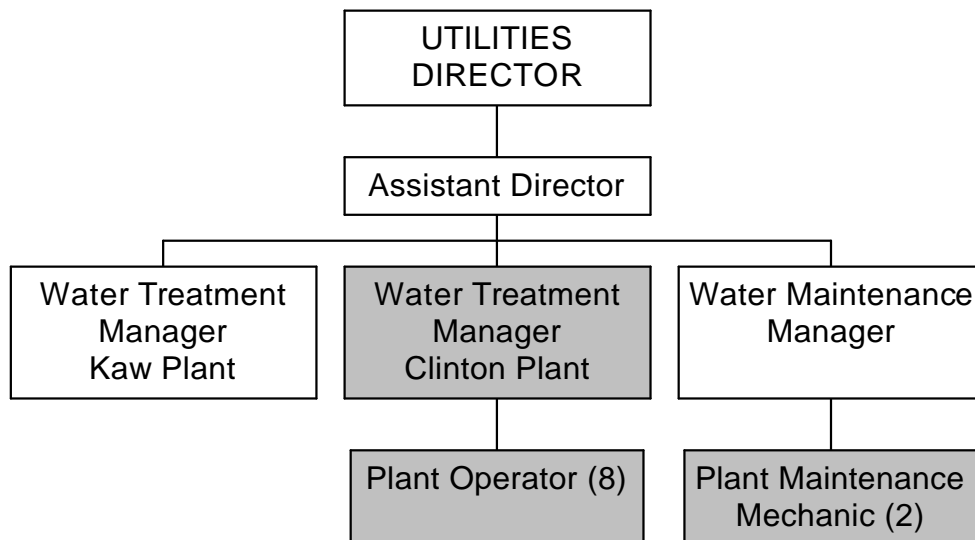 UTILITIES
DIRECTOR
Assistant Director
Water Treatment
Manager
Kaw Plant
Water Treatment
Manager
Clinton Plant
Water Maintenance
Manager
Plant Operator (8)
Plant Maintenance
Mechanic (2)